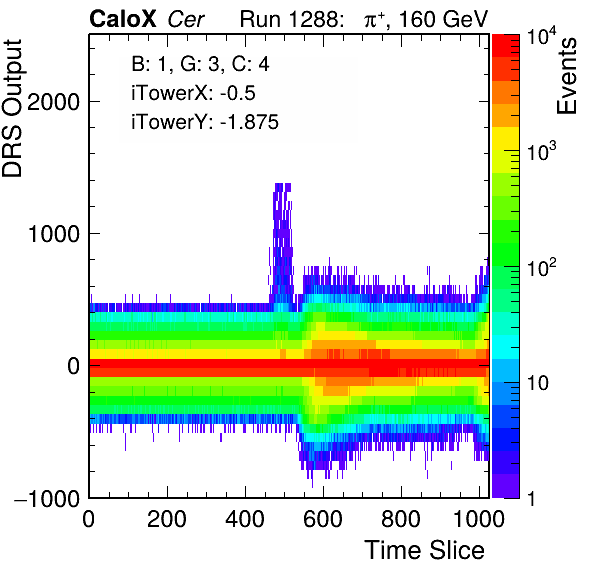 CaloX Cer Run 1288: π⁺, 160 GeV
B: 1, G: 3, C: 4
iTowerX: -0.5
iTowerY: -1.875
DRS Output
2000
1000
0
−1000
0 200 400 600 800 1000
Time Slice
Events
10⁴
10³
10²
10
1